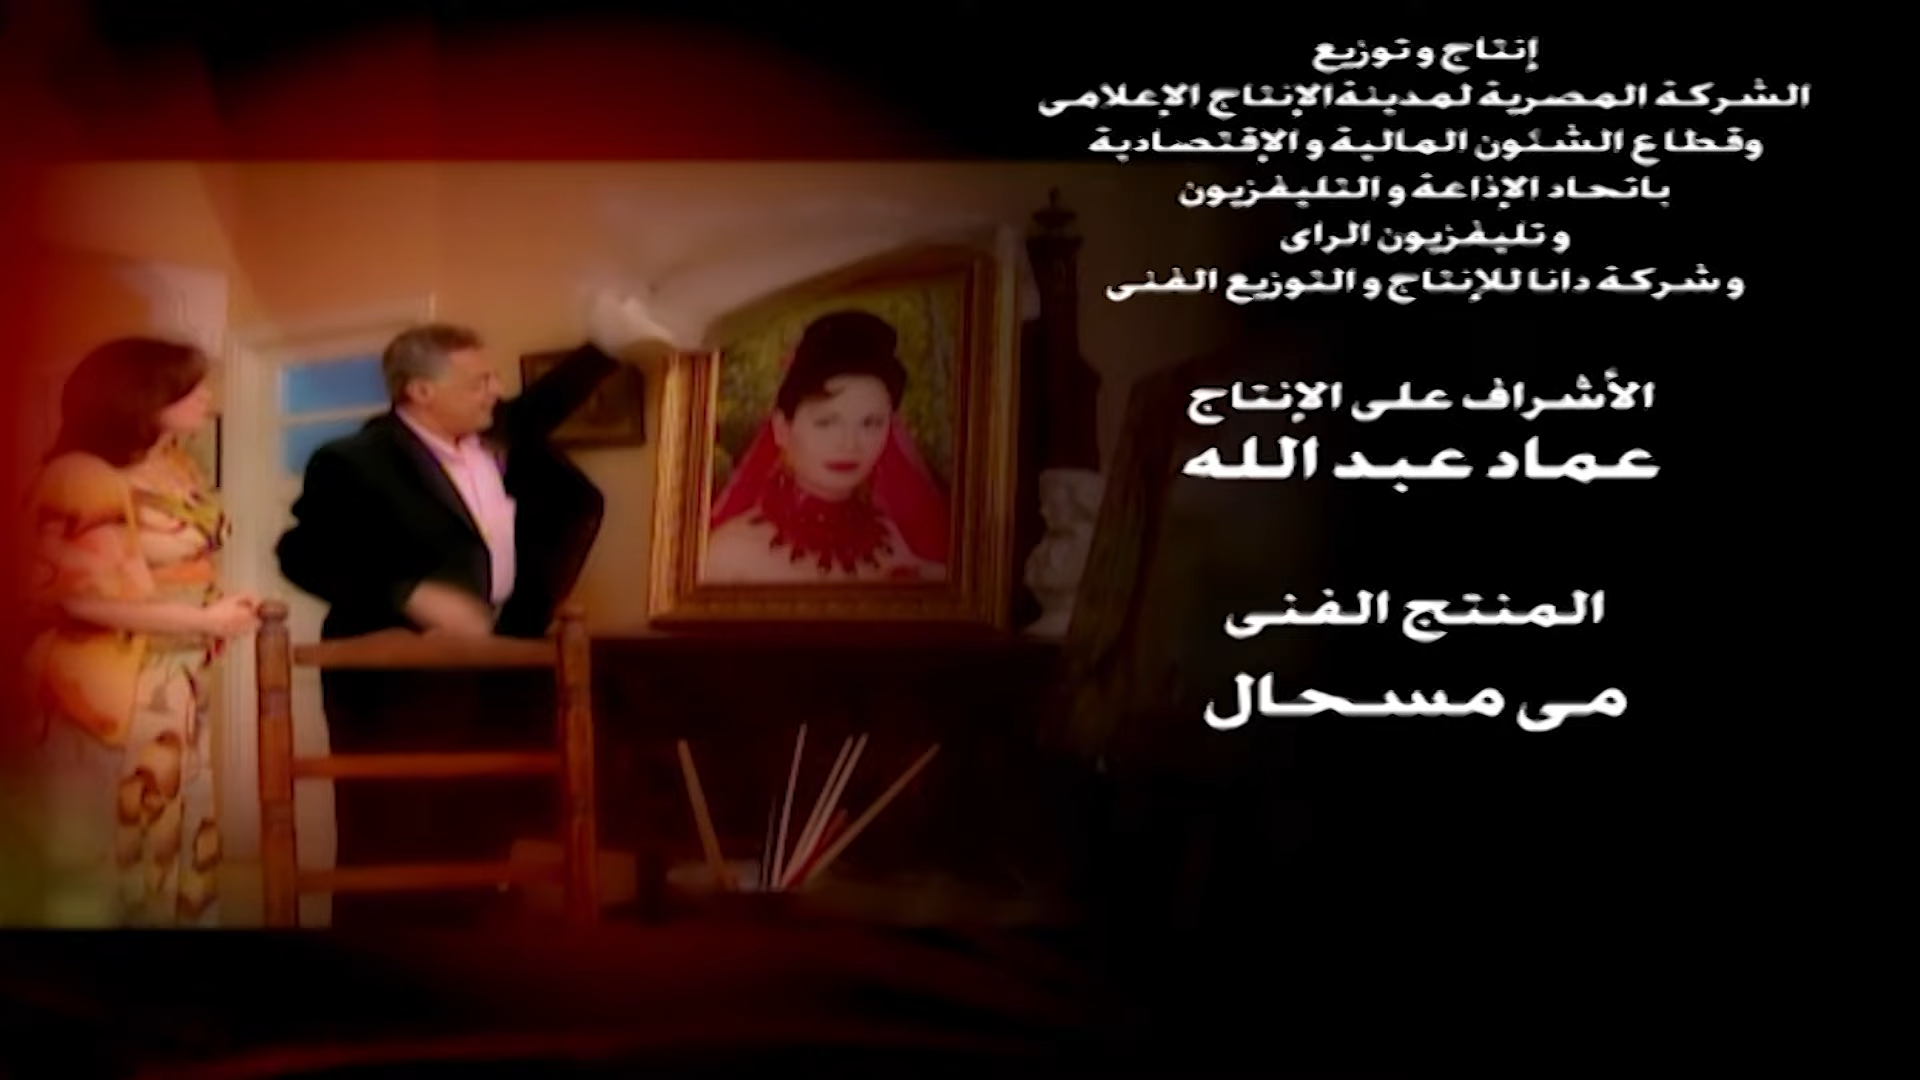 إنتاج وتوزيع
الشركة المصرية لمدينة الإنتاج الإعلامى
وقطاع الشئون المالية و الإقتصادية
باتحاد الإذاعة و التليفزيون
و تليفزيون الراى
و شركة دانا للإنتاج و التوزيع الفنى
الأشراف على الإنتاج
عماد عبد الله
المنتج الفنى
مى مسحال